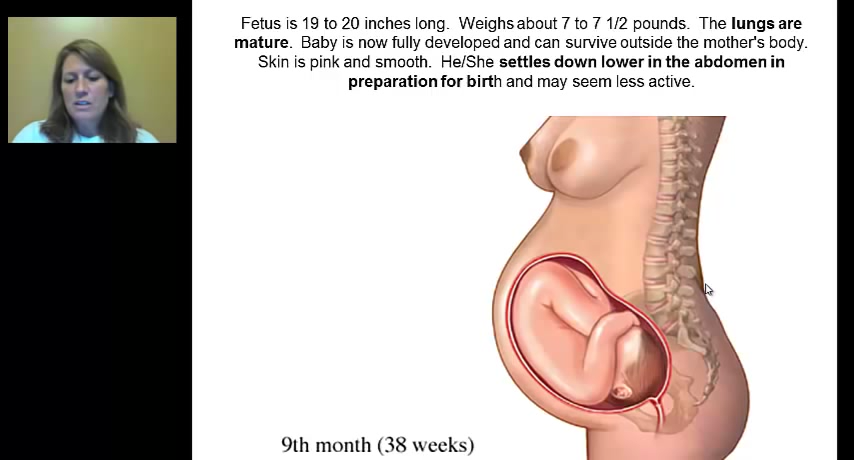 Fetus is 19 to 20 inches long. Weighs about 7 to 7 1/2 pounds. The lungs are
mature. Baby is now fully developed and can survive outside the mother's body.
Skin is pink and smooth. He/She settles down lower in the abdomen in
preparation for birth and may seem less active.
9th month (38 weeks)